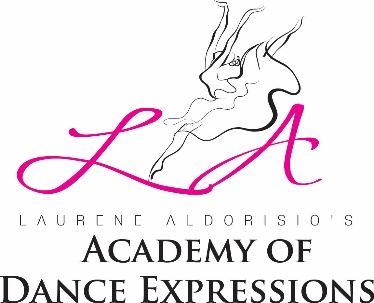 LA
LAURENE ALDORISIO'S
ACADEMY OF
DANCE EXPRESSIONS